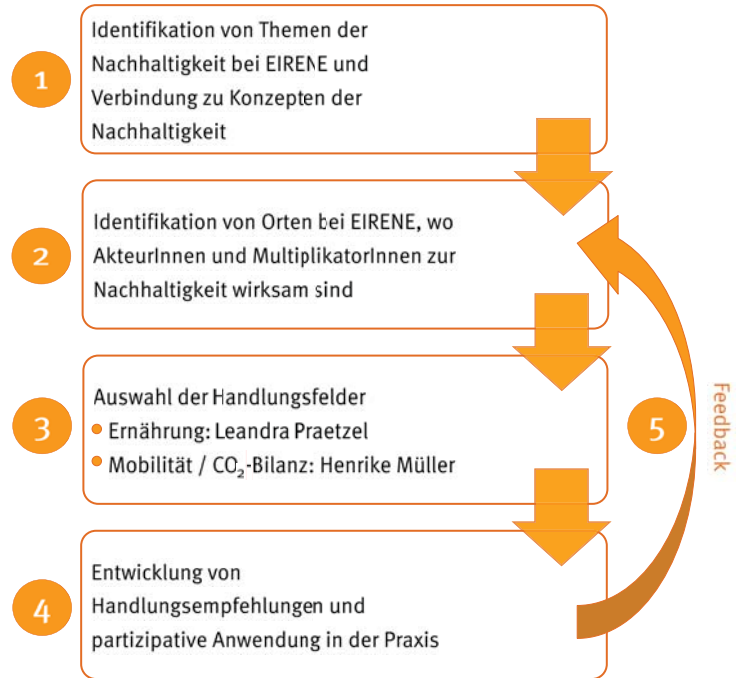 1
Identifikation von Themen der
Nachhaltigkeit bei EIRENE und
Verbindung zu Konzepten der
Nachhaltigkeit
2
Identifikation von Orten bei EIRENE, wo
AkteurInnen und MultiplikatorInnen zur
Nachhaltigkeit wirksam sind
3
Auswahl der Handlungsfelder
• Ernährung: Leandra Praetzel
• Mobilität / CO₂-Bilanz: Henrike Müller
4
Entwicklung von
Handlungsempfehlungen und
partizipative Anwendung in der Praxis
5
Feedback